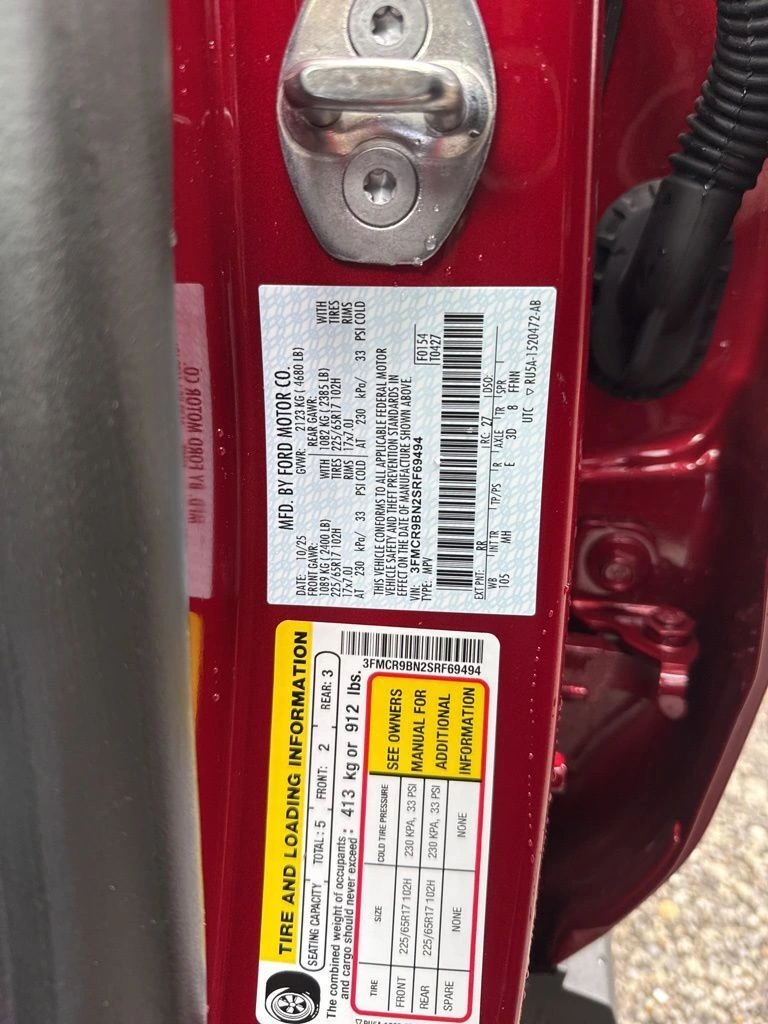 MFD. BY FORD MOTOR CO.
DATE: 10/25 GVWR: 2123 KG ( 4680 LB)
FRONT GAWR: REAR GAWR:
1089 KG ( 2400 LB) WITH 1082 KG ( 2385 LB) WITH
225/65R17 102H TIRES 225/65R17 102H TIRES
17x7.0J RIMS 17x7.0J RIMS
AT 230 kPa/ 33 PSI COLD AT 230 kPa/ 33 PSI COLD
THIS VEHICLE CONFORMS TO ALL APPLICABLE FEDERAL MOTOR
VEHICLE SAFETY AND THEFT PREVENTION STANDARDS IN
EFFECT ON THE DATE OF MANUFACTURE SHOWN ABOVE.
VIN: 3FMCR9BN2SRF69494
TYPE: MPV
F0154
T0427
EXT PNT: RR RC: 27 DSO:
WB INT TR TP/PS R AXLE TR SPR
105 MH E 3D 8 FFNN
UTC ▽ RU5A-1520472-AB
TIRE AND LOADING INFORMATION
SEATING CAPACITY TOTAL: 5 FRONT: 2 REAR: 3
The combined weight of occupants
and cargo should never exceed : 413 kg or 912 lbs.
3FMCR9BN2SRF69494
TIRE SIZE COLD TIRE PRESSURE
FRONT 225/65R17 102H 230 KPA, 33 PSI
REAR 225/65R17 102H 230 KPA, 33 PSI
SPARE NONE NONE
SEE OWNERS
MANUAL FOR
ADDITIONAL
INFORMATION